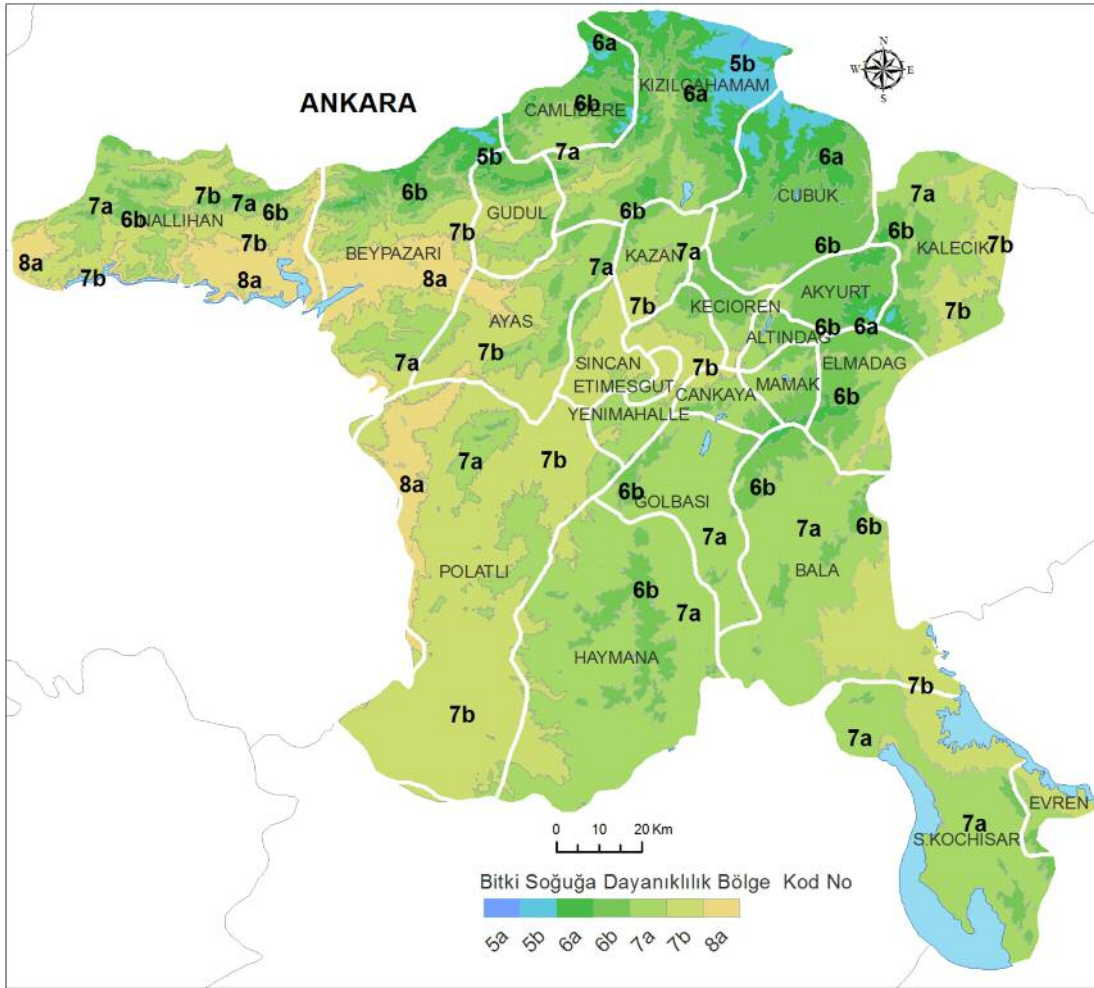 6a
5b
N
W E
S
KIZILCAHAMAM
6a
ANKARA
6b
CAMLIDERE
7a
5b
6a
6b
CUBUK
7b
7a
7a
6b
6b
NALLIHAN
6b
GUDUL
6b
7a
6b
KALECIK
7b
7b
BEYPAZARI
7b
KAZAN
7a
6b
8a
7b
8a
8a
7a
KECIOREN
AKYURT
7b
AYAS
7b
ALTINDAG
6b
6a
7b
7a
7b
SINCAN
7b
ELMADAG
ETIMESGUT
CANKAYA
MAMAK
6b
YENIMAHALLE
7a
7b
8a
6b
GOLBASI
6b
7a
7a
6b
POLATLI
BALA
6b
7a
HAYMANA
7b
7b
7a
7a
EVREN
S.KOCHISAR
0 10 20 Km
Bitki Soğuğa Dayanıklılık Bölge Kod No
5a 5b 6a 6b 7a 7b 8a